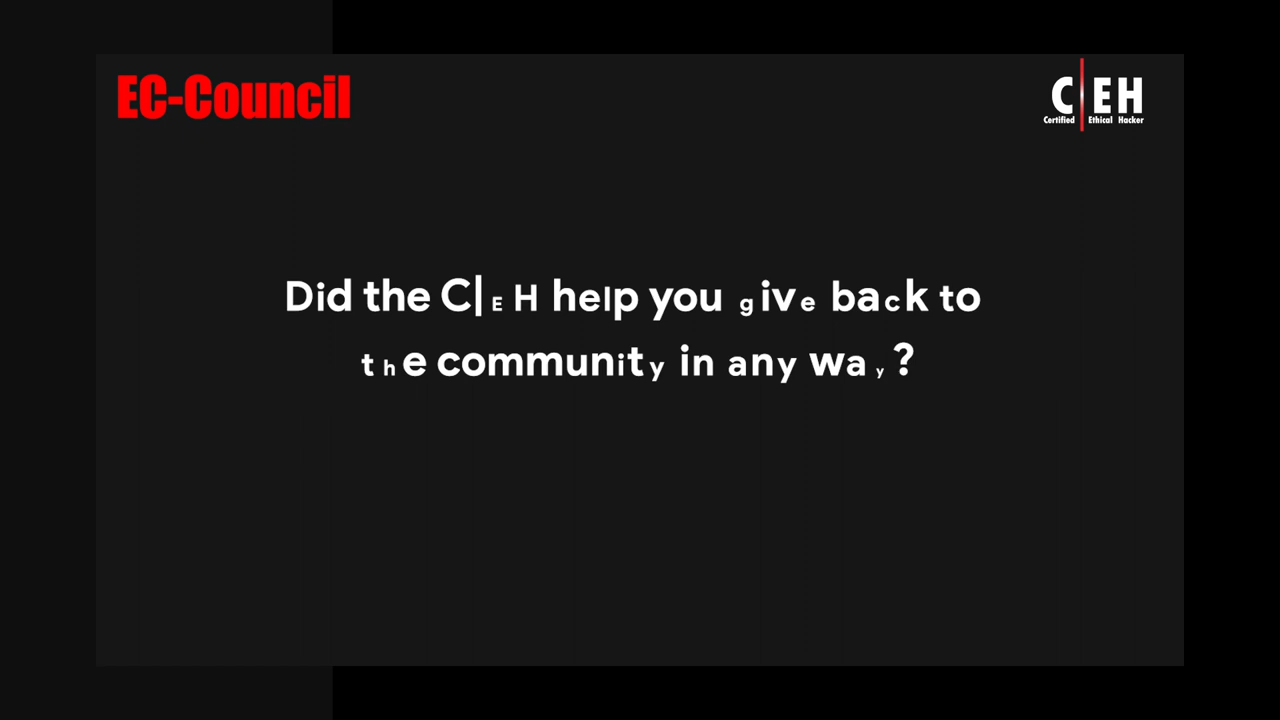 EC-Council
C|EH
Certified Ethical Hacker
Did the C|EH help you give back to
the community in any way?